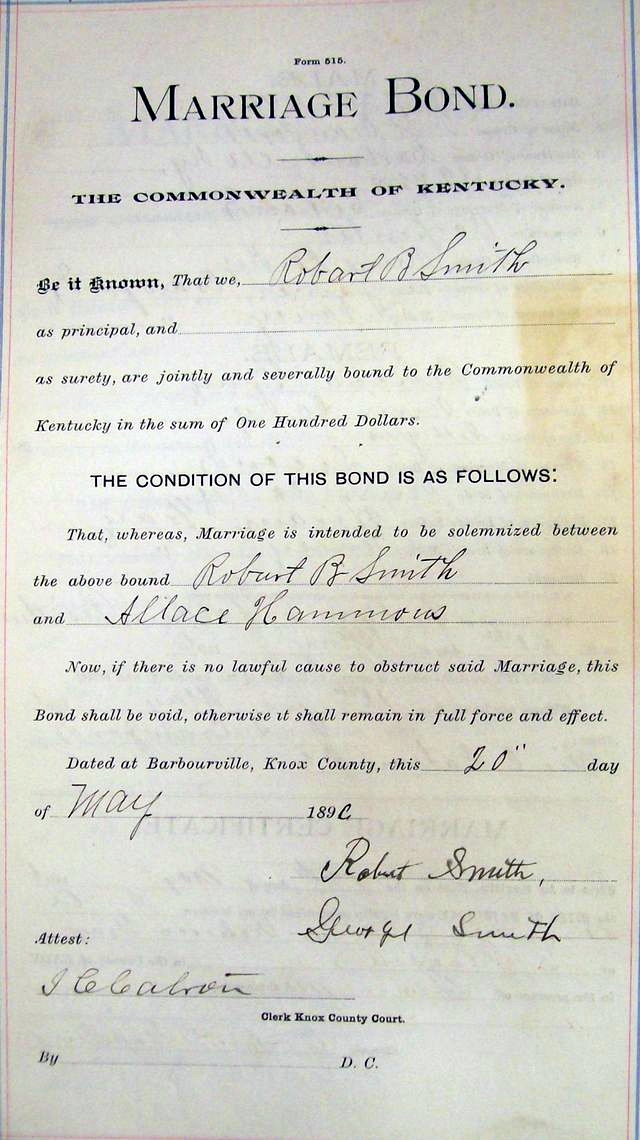 Form 515.
MARRIAGE BOND.
THE COMMONWEALTH OF KENTUCKY.
Be it Known, That we, Robart B Smith
as principal, and
as surety, are jointly and severally bound to the Commonwealth of
Kentucky in the sum of One Hundred Dollars.
THE CONDITION OF THIS BOND IS AS FOLLOWS:
That, whereas, Marriage is intended to be solemnized between
the above bound Robert B Smith
and Allace Hammons
Now, if there is no lawful cause to obstruct said Marriage, this
Bond shall be void, otherwise it shall remain in full force and effect.
Dated at Barbourville, Knox County, this 20" day
of May 189
Robert Smith,
George Smith
Attest:
Clerk Knox County Court.
By D. C.